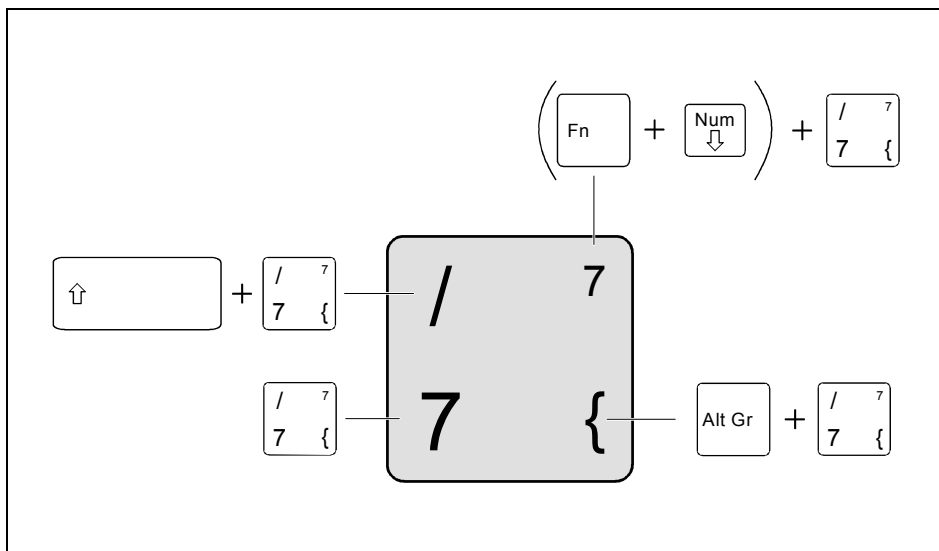 ( Fn + Num ⇩ ) + / 7 7 {
⇧ + / 7 7 {
/ 7
7 {
/ 7 7 {
Alt Gr + / 7 7 {